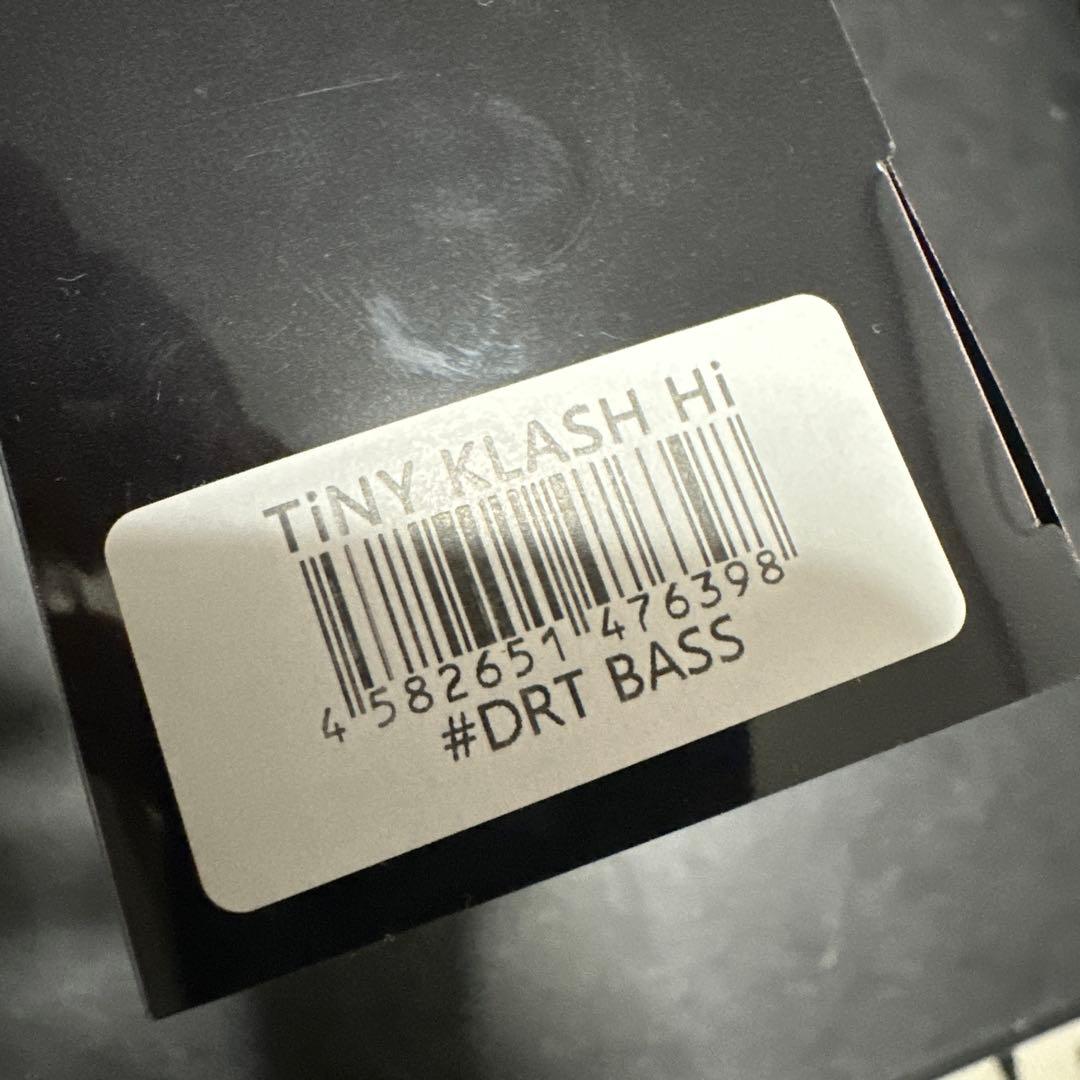 TiNY KLASH Hi
4 582651 476398
#DRT BASS